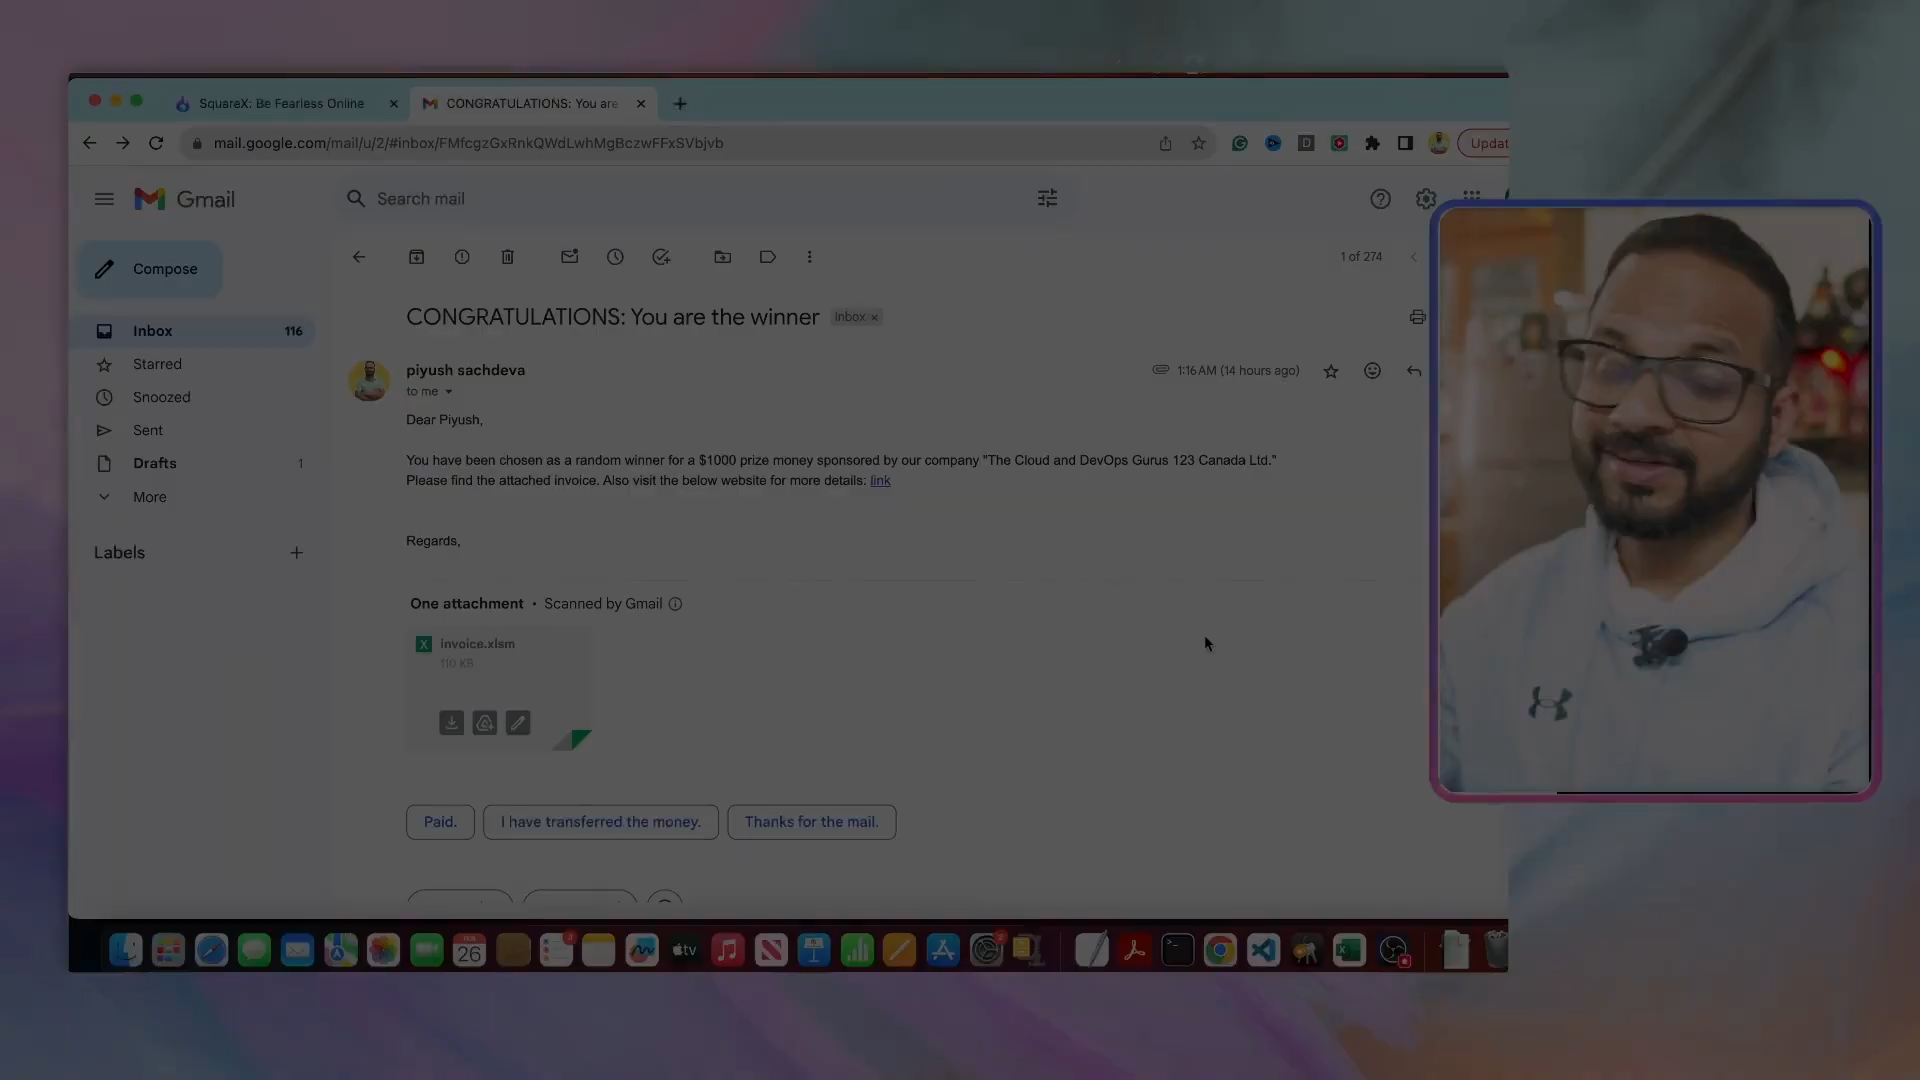 SquareX: Be Fearless Online
CONGRATULATIONS: You are
mail.google.com/mail/u/2/#inbox/FMfcgzGxRnkQWdLwhMgBczwFFxSVbjvb
Updat
Gmail
Search mail
Compose
1 of 274
CONGRATULATIONS: You are the winner
Inbox x
Inbox 116
Starred
Snoozed
Sent
Drafts 1
More
Labels
piyush sachdeva
1:16 AM (14 hours ago)
to me
Dear Piyush,
You have been chosen as a random winner for a $1000 prize money sponsored by our company "The Cloud and DevOps Gurus 123 Canada Ltd."
Please find the attached invoice. Also visit the below website for more details: link
Regards,
One attachment • Scanned by Gmail
X invoice.xlsm
110 KB
Paid.
I have transferred the money.
Thanks for the mail.
26
tv